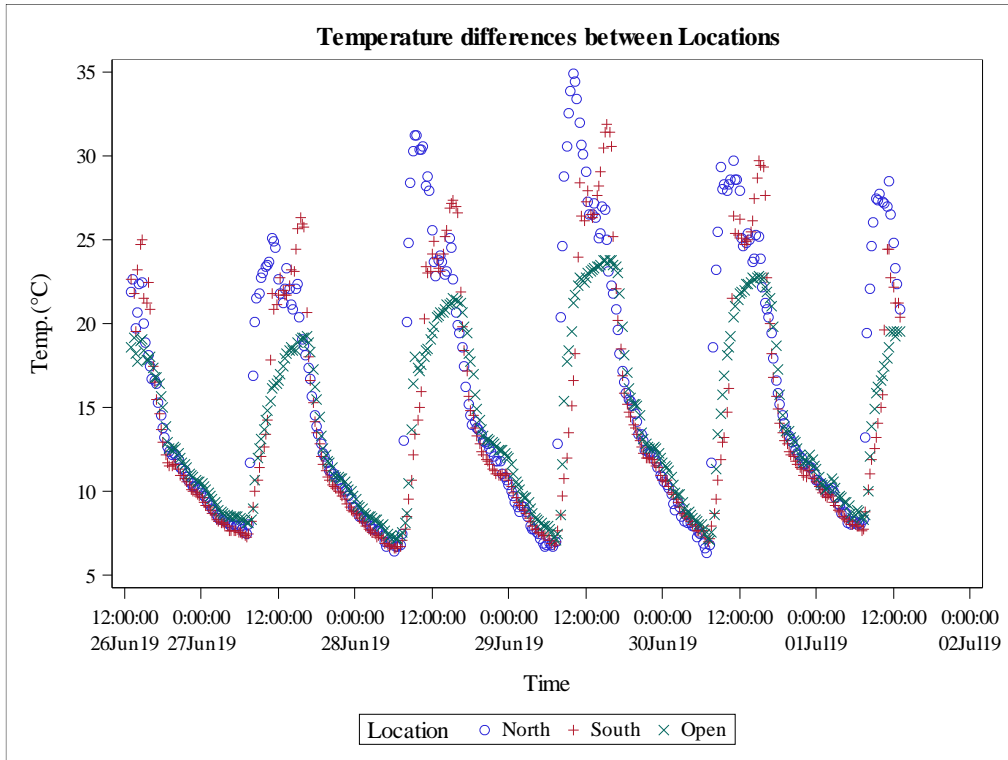 Temperature differences between Locations
Temp.(°C)
35
30
25
20
15
10
5
12:00:00 0:00:00 12:00:00 0:00:00 12:00:00 0:00:00 12:00:00 0:00:00 12:00:00 0:00:00 12:00:00 0:00:00
26Jun19 27Jun19 28Jun19 29Jun19 30Jun19 01Jul19 02Jul19
Time
Location North South Open